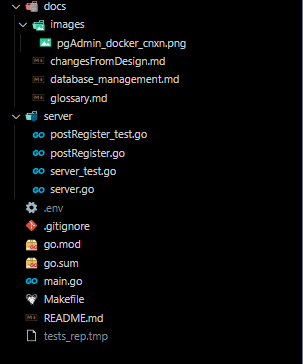 docs
images
pgAdmin_docker_cnxn.png
changesFromDesign.md
database_management.md
glossary.md
server
postRegister_test.go
postRegister.go
server_test.go
server.go
.env
.gitignore
go.mod
go.sum
main.go
Makefile
README.md
tests_rep.tmp